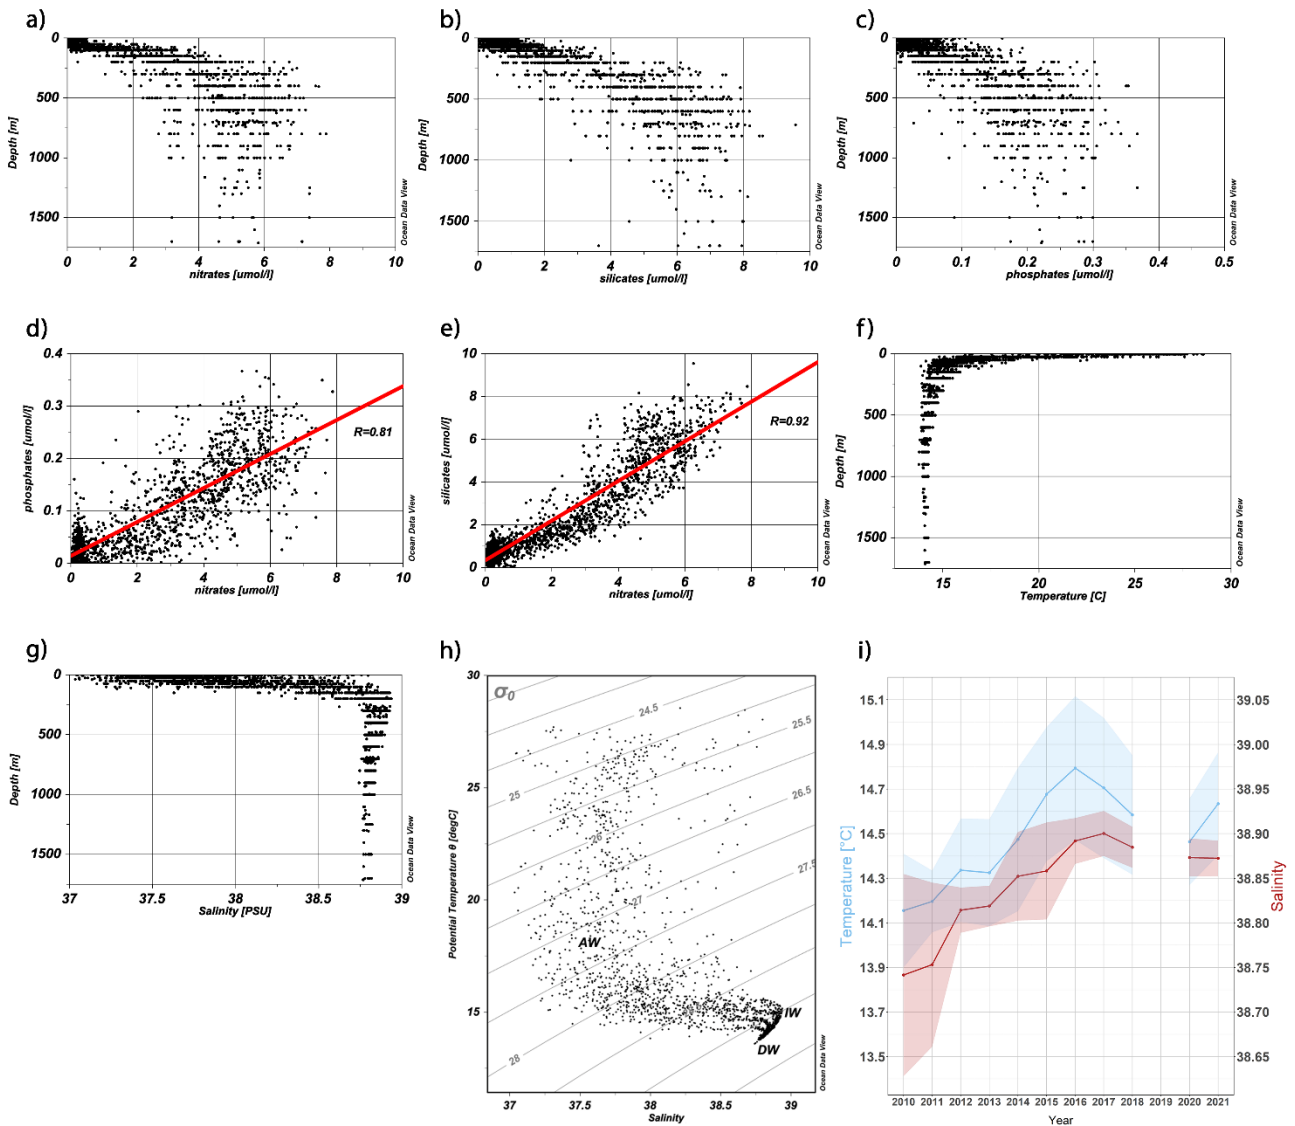 a)
0
500
1000
1500
Depth [m]
0 2 4 6 8 10
nitrates [umol/l]
Ocean Data View
b)
0
500
1000
1500
Depth [m]
0 2 4 6 8 10
silicates [umol/l]
Ocean Data View
c)
0
500
1000
1500
Depth [m]
0 0.1 0.2 0.3 0.4 0.5
phosphates [umol/l]
Ocean Data View
d)
0.4
0.3
0.2
0.1
0
phosphates [umol/l]
R=0.81
0 2 4 6 8 10
nitrates [umol/l]
Ocean Data View
e)
10
8
6
4
2
0
silicates [umol/l]
R=0.92
0 2 4 6 8 10
nitrates [umol/l]
Ocean Data View
f)
0
500
1000
1500
Depth [m]
15 20 25 30
Temperature [C]
Ocean Data View
g)
0
500
1000
1500
Depth [m]
37 37.5 38 38.5 39
Salinity [PSU]
Ocean Data View
h)
σ0
30
25
20
15
Potential Temperature θ [degC]
24.5
25.5
25
26.5
26
27.5
27
28
AW
IW
DW
37 37.5 38 38.5 39
Salinity
Ocean Data View
i)
15.1
14.9
14.7
14.5
14.3
14.1
13.9
13.7
13.5
Temperature [°C]
39.05
39.00
38.95
38.90
38.85
38.80
38.75
38.70
38.65
Salinity
2010 2011 2012 2013 2014 2015 2016 2017 2018 2019 2020 2021
Year